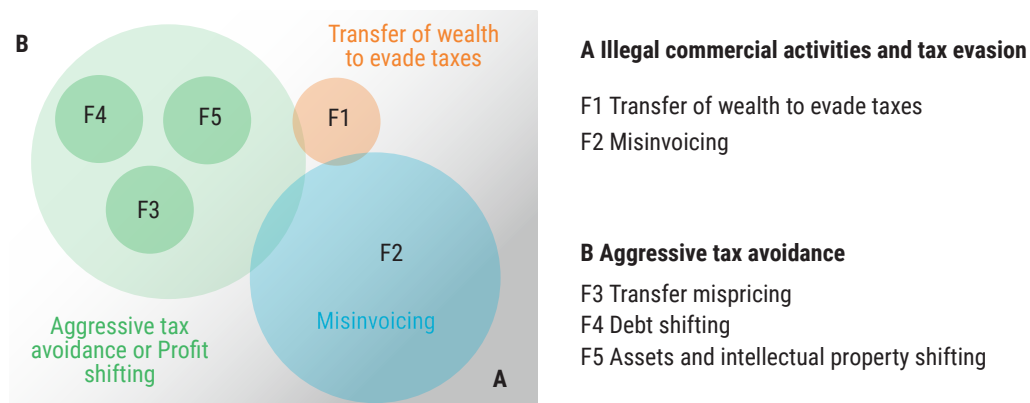 B
Transfer of wealth
to evade taxes
F4
F5
F1
F3
F2
Misinvoicing
Aggressive tax
avoidance or Profit
shifting
A
A Illegal commercial activities and tax evasion
F1 Transfer of wealth to evade taxes
F2 Misinvoicing
B Aggressive tax avoidance
F3 Transfer mispricing
F4 Debt shifting
F5 Assets and intellectual property shifting